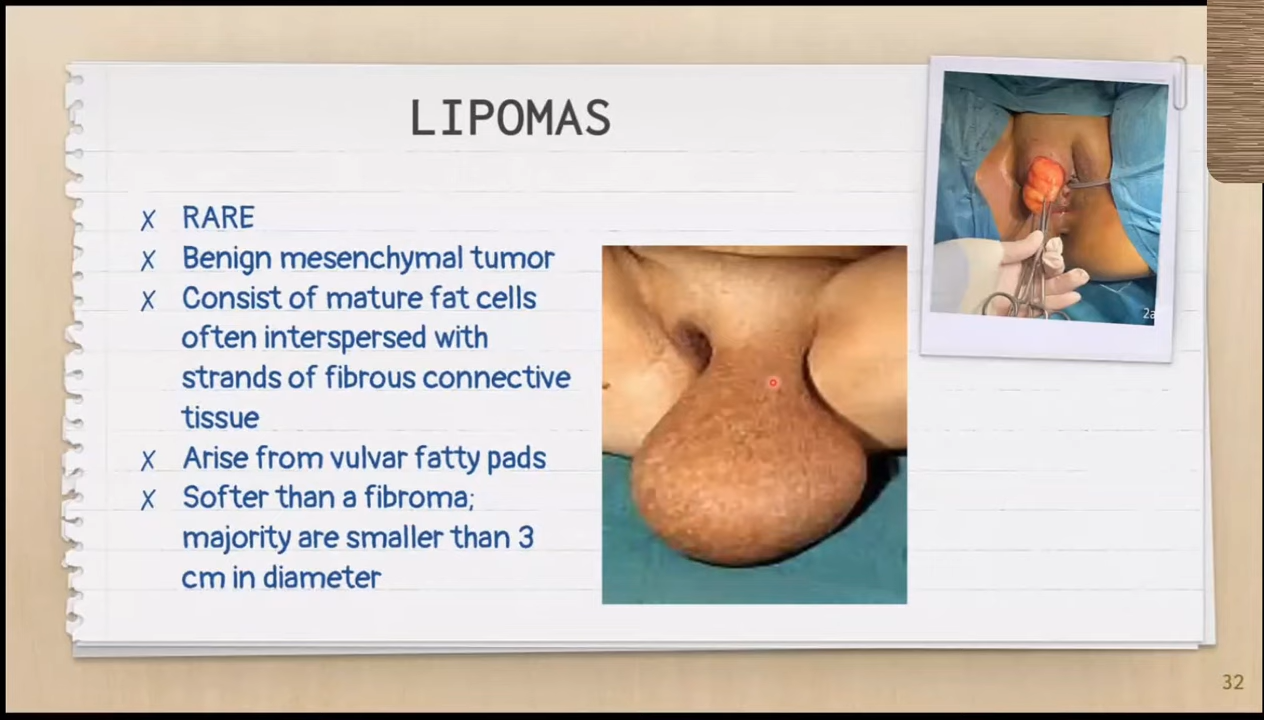 LIPOMAS
X RARE
X Benign mesenchymal tumor
X Consist of mature fat cells
often interspersed with
strands of fibrous connective
tissue
X Arise from vulvar fatty pads
X Softer than a fibroma;
majority are smaller than 3
cm in diameter
2a
32